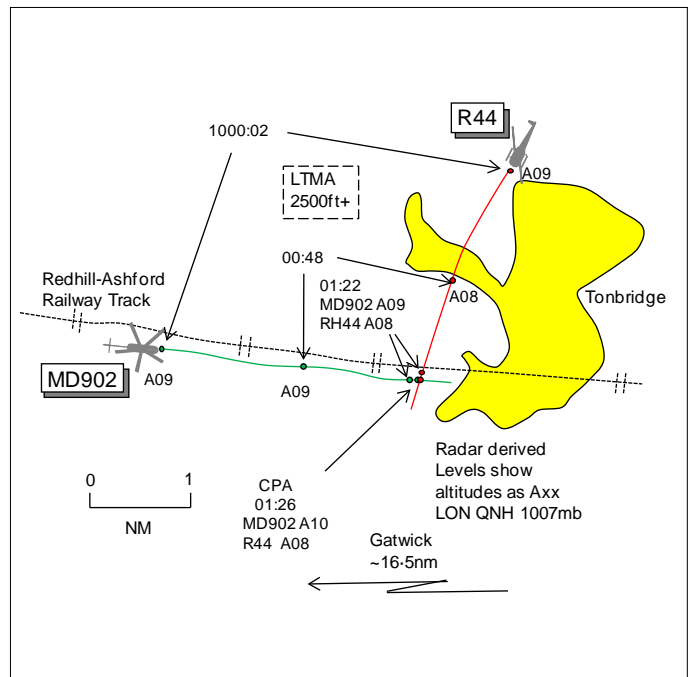 R44
1000:02
A09
LTMA
2500ft+
00:48
Redhill-Ashford
Railway Track
01:22
MD902 A09
RH44 A08
A08
Tonbridge
MD902
A09
A09
Radar derived
Levels show
altitudes as Axx
LON QNH 1007mb
0
1
NM
CPA
01:26
MD902 A10
R44 A08
Gatwick
~16·5nm